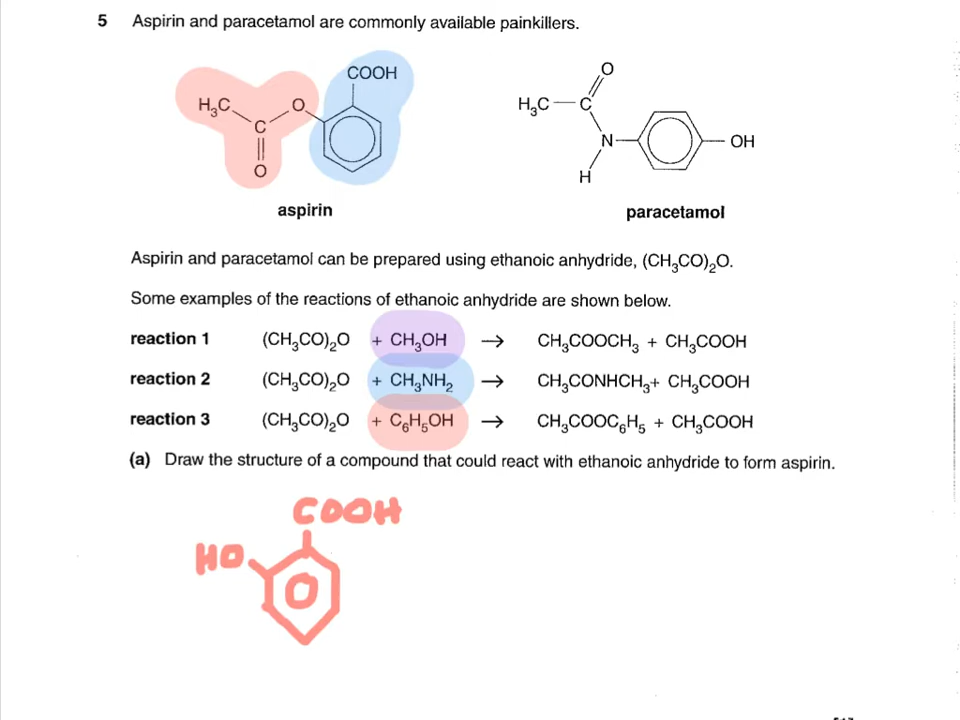 5 Aspirin and paracetamol are commonly available painkillers.
COOH
O
H₃C
O
H₃C
C
C
N
OH
O
H
aspirin
paracetamol
Aspirin and paracetamol can be prepared using ethanoic anhydride, (CH₃CO)₂O.
Some examples of the reactions of ethanoic anhydride are shown below.
reaction 1 (CH₃CO)₂O + CH₃OH → CH₃COOCH₃ + CH₃COOH
reaction 2 (CH₃CO)₂O + CH₃NH₂ → CH₃CONHCH₃+ CH₃COOH
reaction 3 (CH₃CO)₂O + C₆H₅OH → CH₃COOC₆H₅ + CH₃COOH
(a) Draw the structure of a compound that could react with ethanoic anhydride to form aspirin.
COOH
HO